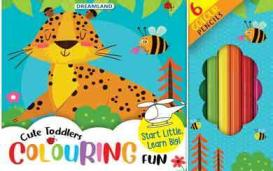 DREAMLAND
Cute Toddlers
COLOURING
FUN
Start Little,
Learn Big!
6
COLOUR
PENCILS